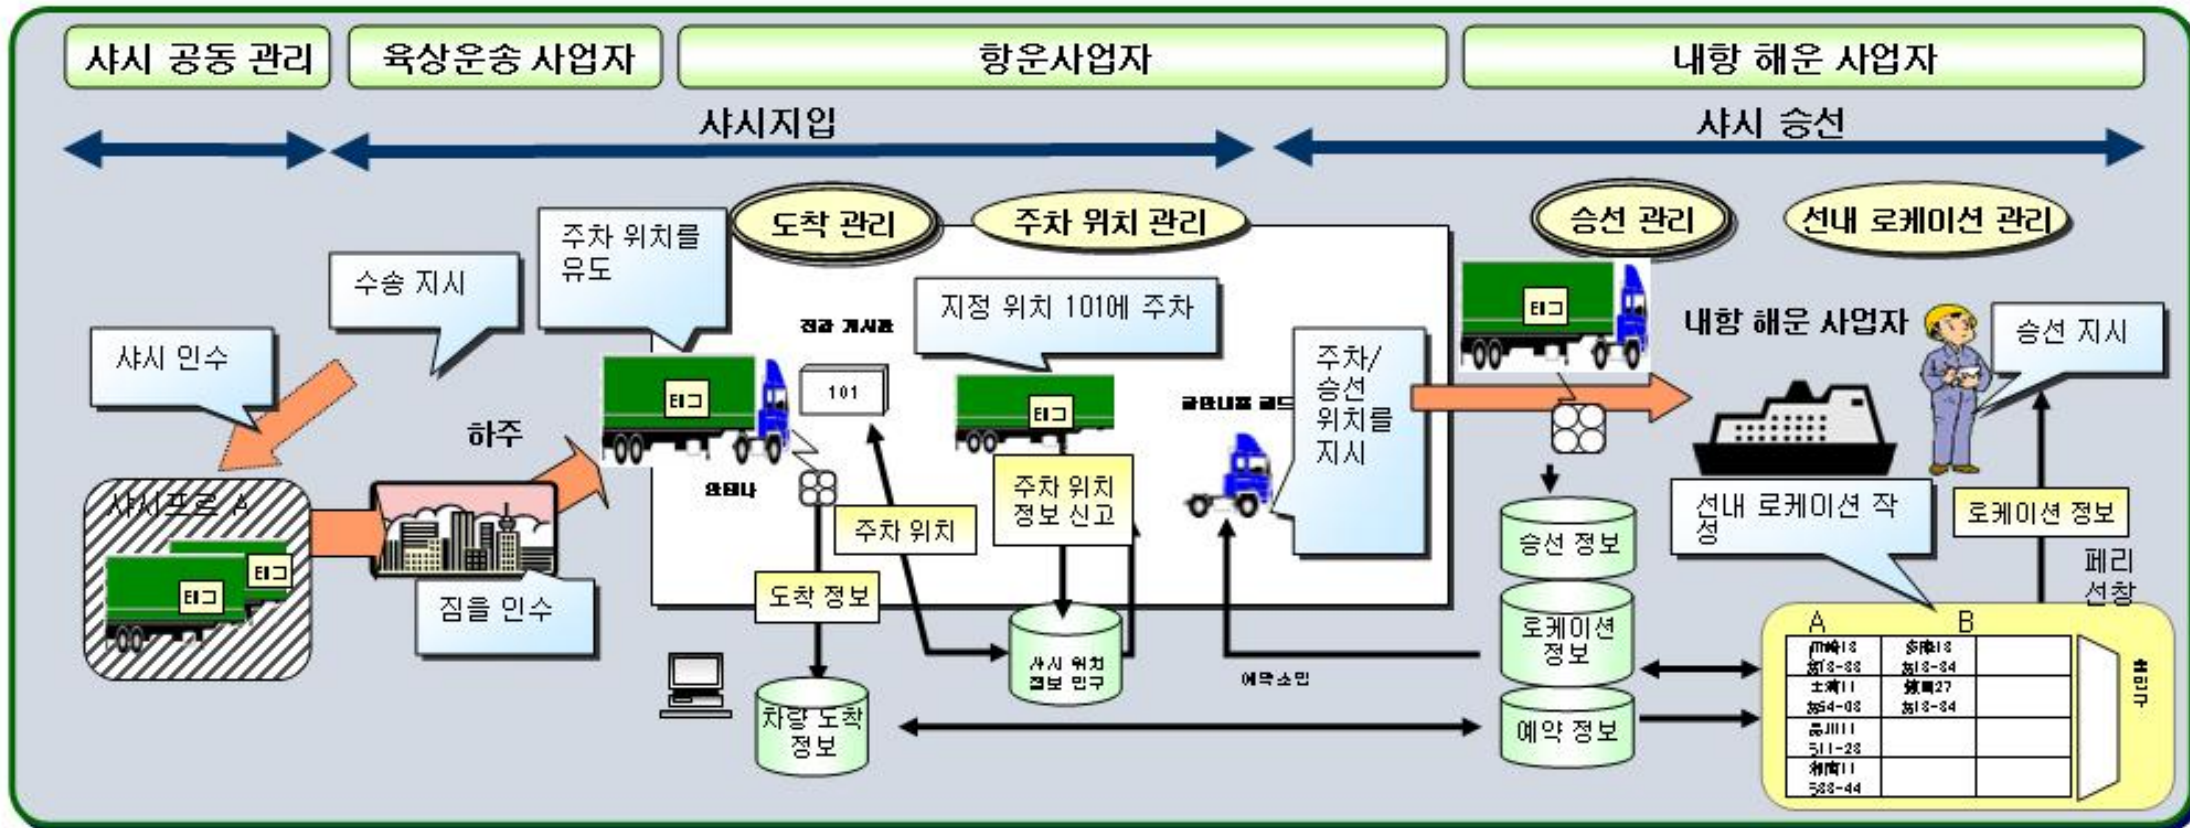 샤시 공동 관리
육상운송 사업자
항운사업자
내항 해운 사업자
샤시지입
샤시 승선
도착 관리
주차 위치 관리
승선 관리
선내 로케이션 관리
주차 위치를
유도
수송 지시
샤시 인수
지정 위치 101에 주차
101
태그
태그
태그
내항 해운 사업자
승선 지시
주차/
승선
위치를
지시
하주
샤시프르 A
태그
태그
짐을 인수
안테나
주차 위치
주차 위치
정보 신고
도착 정보
승선 정보
선내 로케이션 작
성
로케이션 정보
페리
선창
로케이션
정보
샤시 위치
차량 도착
정보
예약 정보
A
B